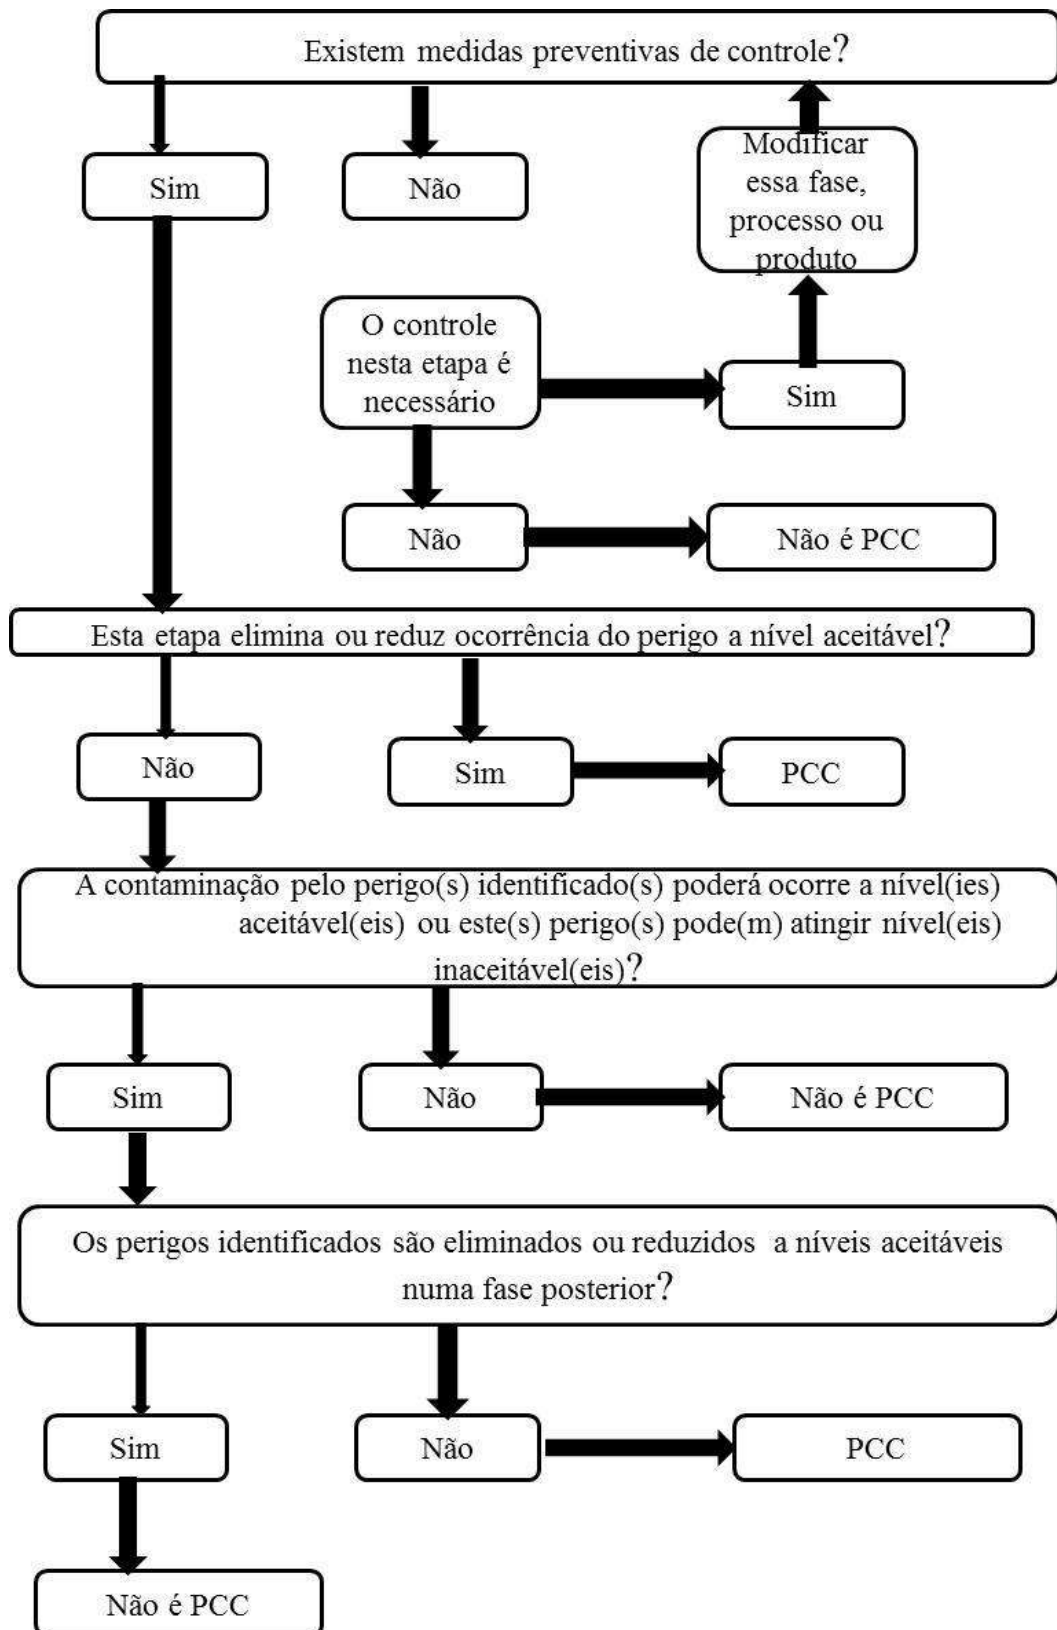 Existem medidas preventivas de controle?
Sim
Não
Modificar
essa fase,
processo ou
produto
O controle
nesta etapa é
necessário
Sim
Não
Não é PCC
Esta etapa elimina ou reduz ocorrência do perigo a nível aceitável?
Não
Sim
PCC
A contaminação pelo perigo(s) identificado(s) poderá ocorre a nível(ies)
aceitável(eis) ou este(s) perigo(s) pode(m) atingir nível(eis)
inaceitável(eis)?
Sim
Não
Não é PCC
Os perigos identificados são eliminados ou reduzidos a níveis aceitáveis
numa fase posterior?
Sim
Não
PCC
Não é PCC